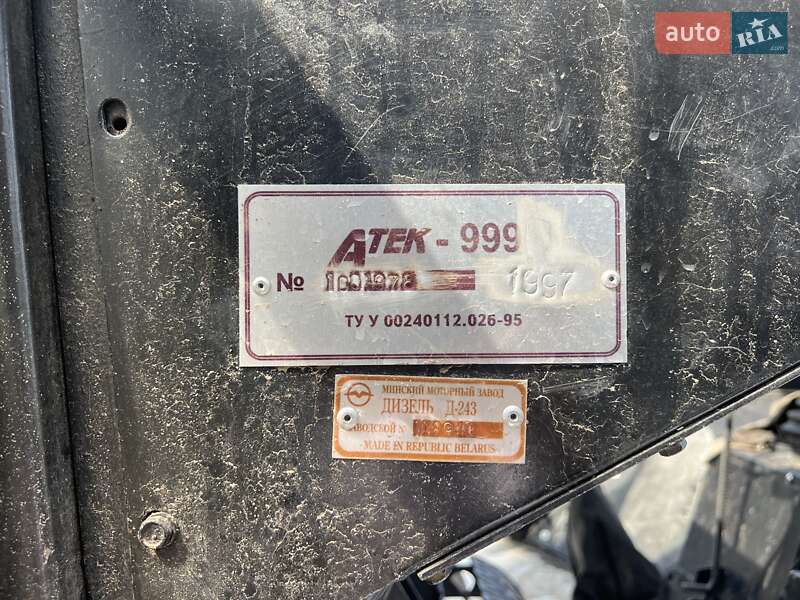 auto RIA .com
АТЕК - 999
№ 1997
ТУ У 00240112.026-95
МИНСКИЙ МОТОРНЫЙ ЗАВОД
ДИЗЕЛЬ Д-243
ЗАВОДСКОЙ №
MADE IN REPUBLIC BELARUS